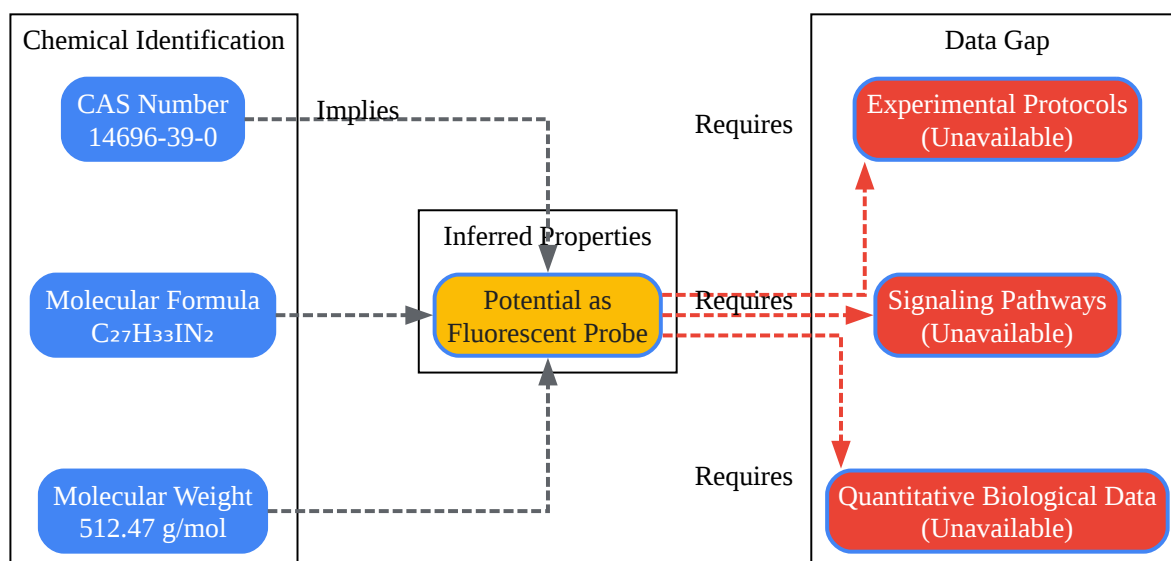 Chemical Identification
CAS Number
14696-39-0
Molecular Formula
C₂₇H₃₃IN₂
Molecular Weight
512.47 g/mol
Implies
Inferred Properties
Potential as
Fluorescent Probe
Requires
Requires
Requires
Data Gap
Experimental Protocols
(Unavailable)
Signaling Pathways
(Unavailable)
Quantitative Biological Data
(Unavailable)